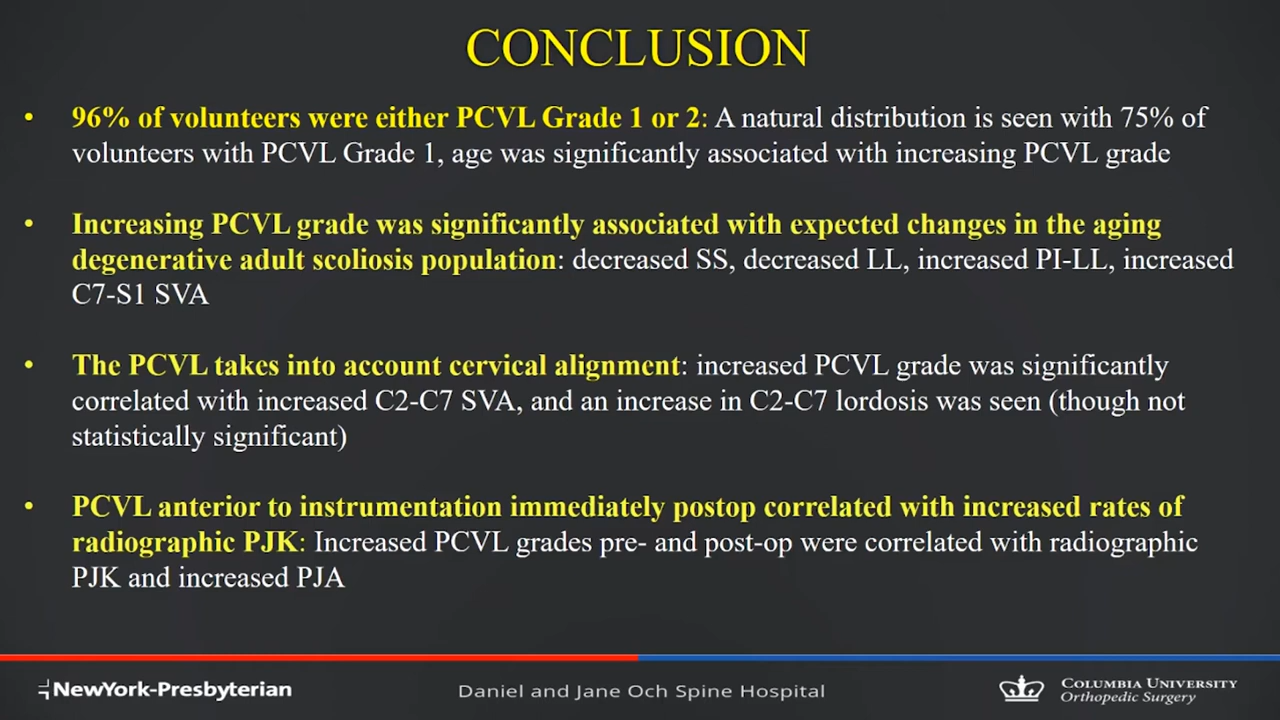 CONCLUSION
• 96% of volunteers were either PCVL Grade 1 or 2: A natural distribution is seen with 75% of
volunteers with PCVL Grade 1, age was significantly associated with increasing PCVL grade
• Increasing PCVL grade was significantly associated with expected changes in the aging
degenerative adult scoliosis population: decreased SS, decreased LL, increased PI-LL, increased
C7-S1 SVA
• The PCVL takes into account cervical alignment: increased PCVL grade was significantly
correlated with increased C2-C7 SVA, and an increase in C2-C7 lordosis was seen (though not
statistically significant)
• PCVL anterior to instrumentation immediately postop correlated with increased rates of
radiographic PJK: Increased PCVL grades pre- and post-op were correlated with radiographic
PJK and increased PJA
NewYork-Presbyterian
Daniel and Jane Och Spine Hospital
COLUMBIA UNIVERSITY
Orthopedic Surgery